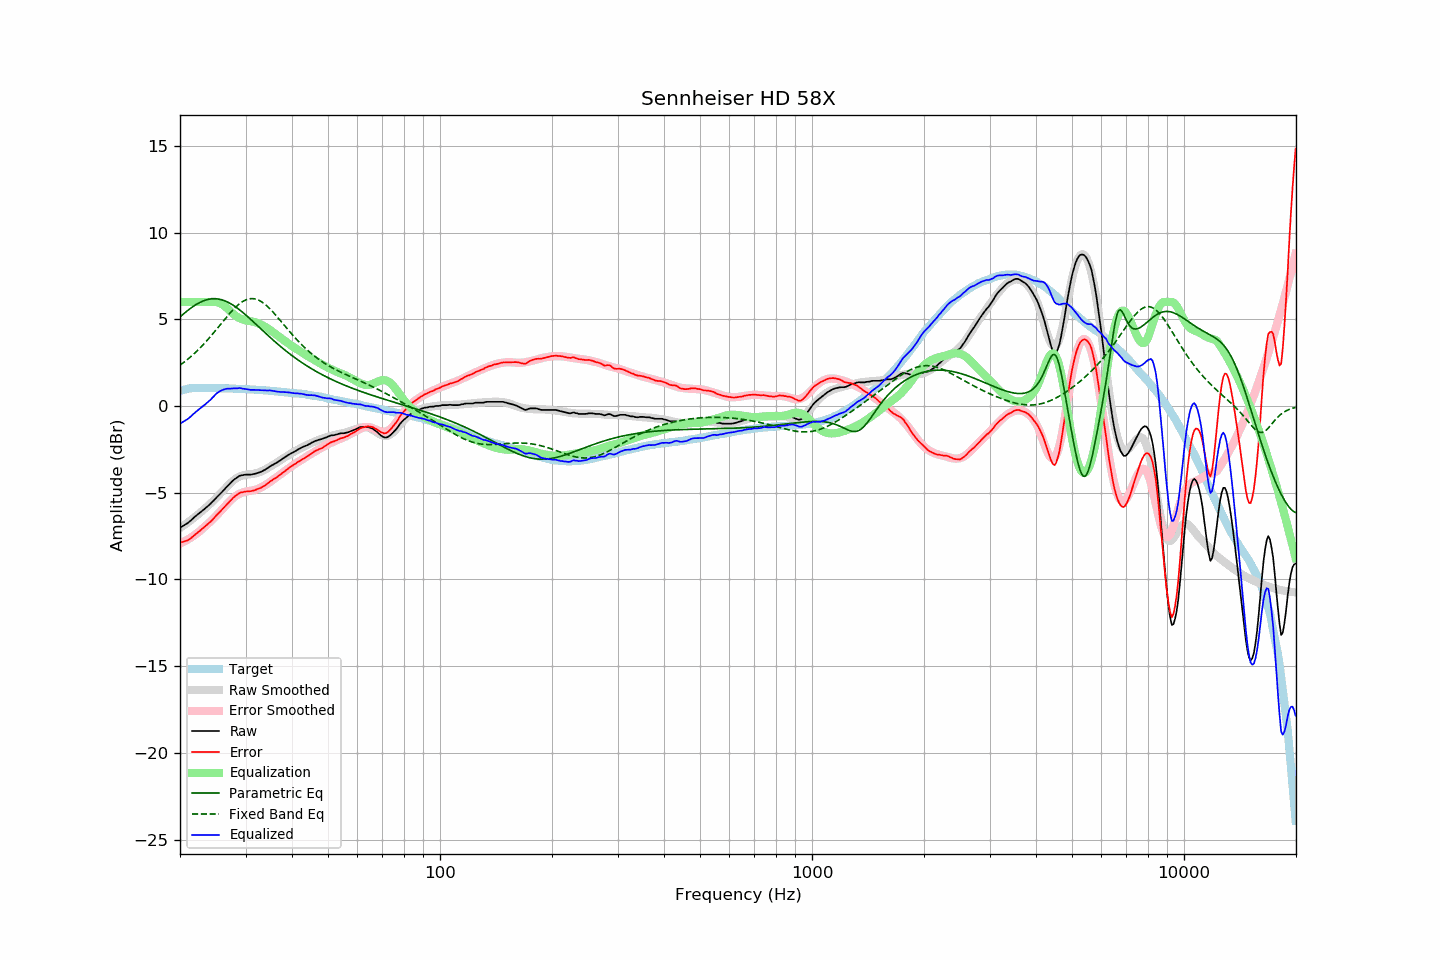 Sennheiser HD 58X
Amplitude (dBr)
15
10
5
0
−5
−10
−15
−20
−25
Target
Raw Smoothed
Error Smoothed
Raw
Error
Equalization
Parametric Eq
Fixed Band Eq
Equalized
100
1000
10000
Frequency (Hz)